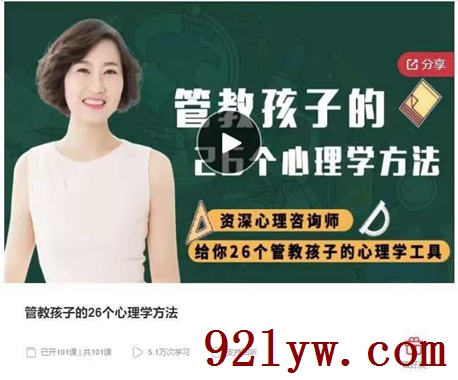 分享
管教孩子的
26个心理学方法
资深心理咨询师
给你26个管教孩子的心理学工具
管教孩子的26个心理学方法
已开101课 | 共101课
5.1万次学习
921yw.com